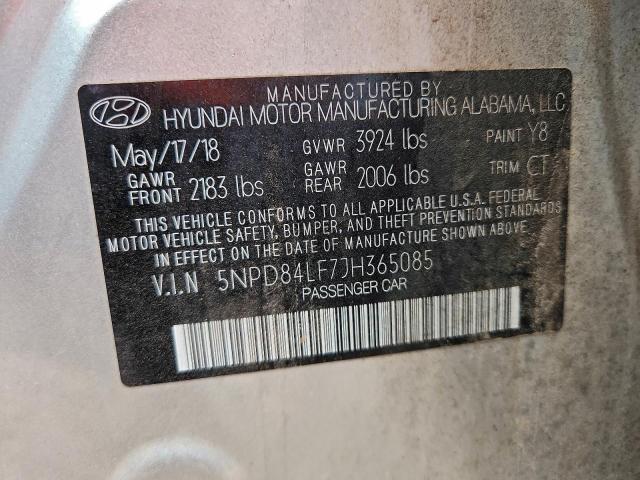 MANUFACTURED BY
HYUNDAI MOTOR MANUFACTURING ALABAMA, LLC
May/17/18 GVWR 3924 lbs PAINT Y8
GAWR FRONT 2183 lbs GAWR REAR 2006 lbs TRIM CT
THIS VEHICLE CONFORMS TO ALL APPLICABLE U.S.A. FEDERAL
MOTOR VEHICLE SAFETY, BUMPER, AND THEFT PREVENTION STANDARDS
IN EFFECT ON THE DATE OF MANUFACTURE SHOWN ABOVE.
V.I.N 5NPD84LF7JH365085
PASSENGER CAR